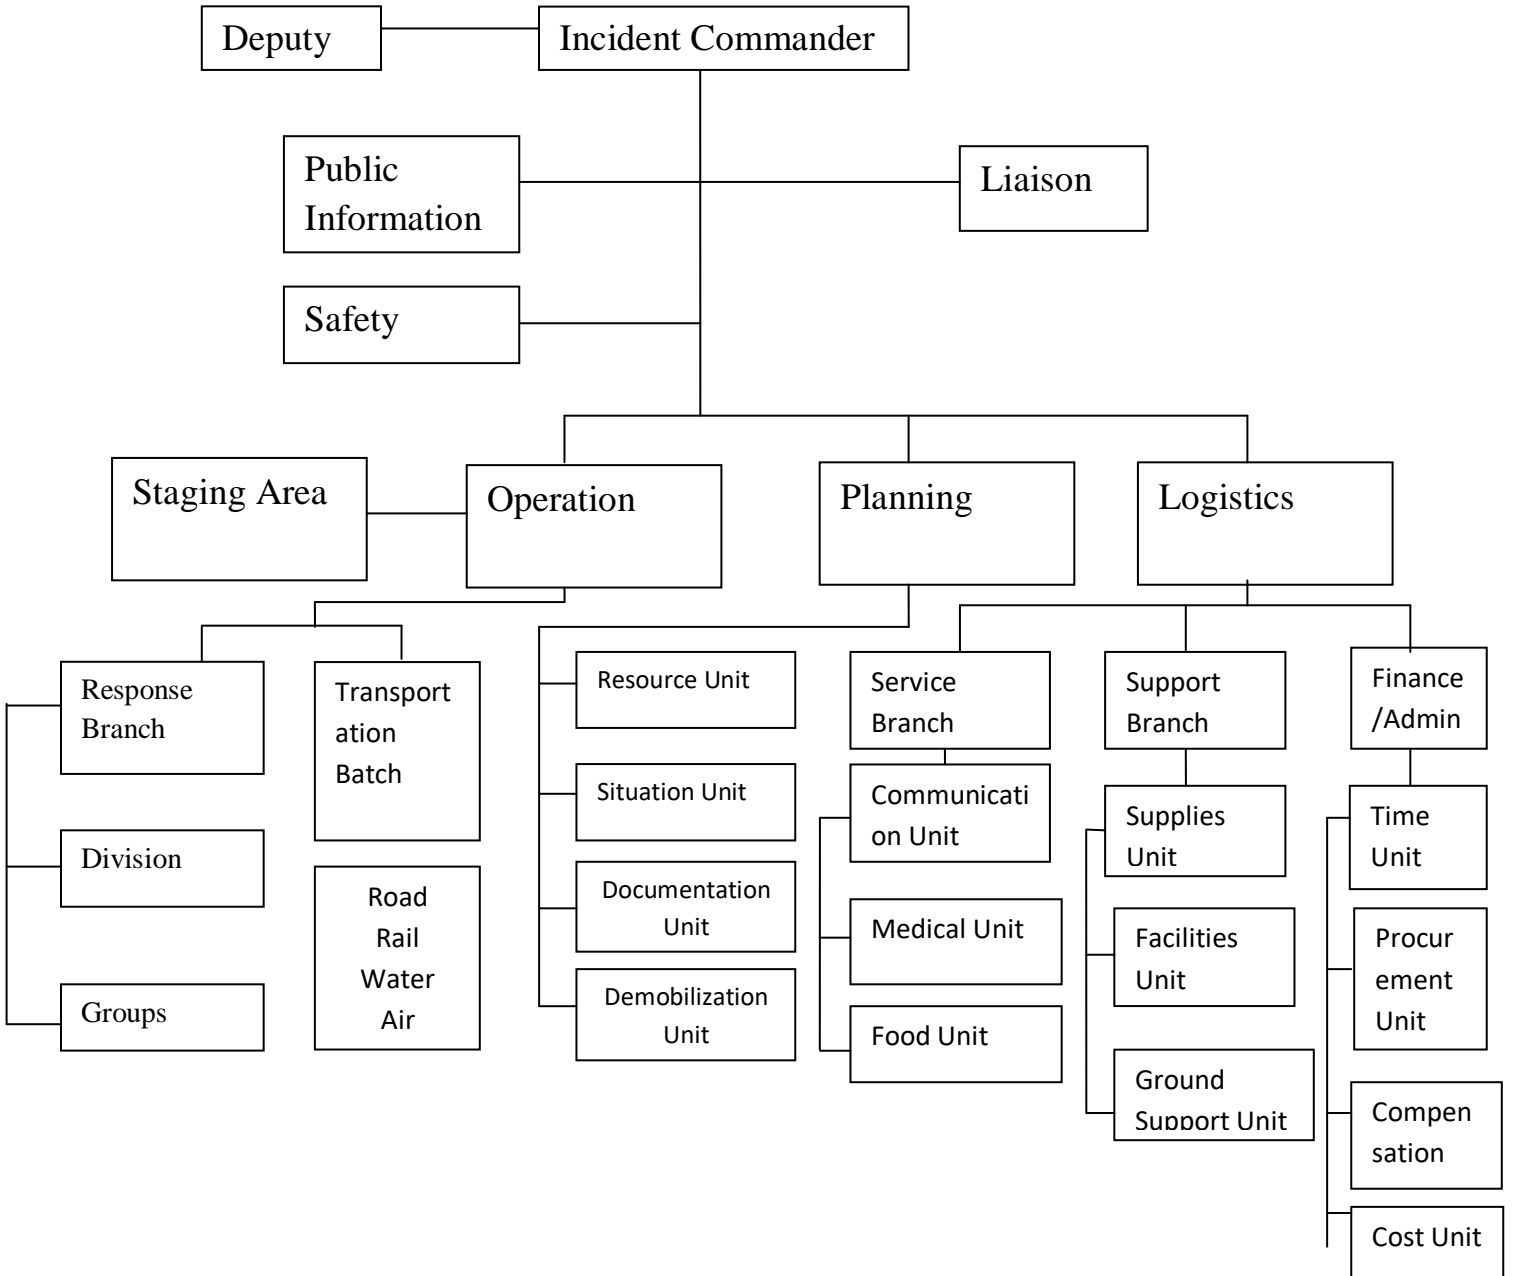 Deputy
Incident Commander
Public
Information
Liaison
Safety
Staging Area
Operation
Planning
Logistics
Response
Branch
Transport
ation
Batch
Resource Unit
Service
Branch
Support
Branch
Finance
/Admin
Situation Unit
Communicati
on Unit
Supplies
Unit
Time
Unit
Division
Road
Rail
Water
Air
Documentation
Unit
Medical Unit
Facilities
Unit
Procur
ement
Unit
Groups
Demobilization
Unit
Food Unit
Ground
Support Unit
Compen
sation
Cost Unit